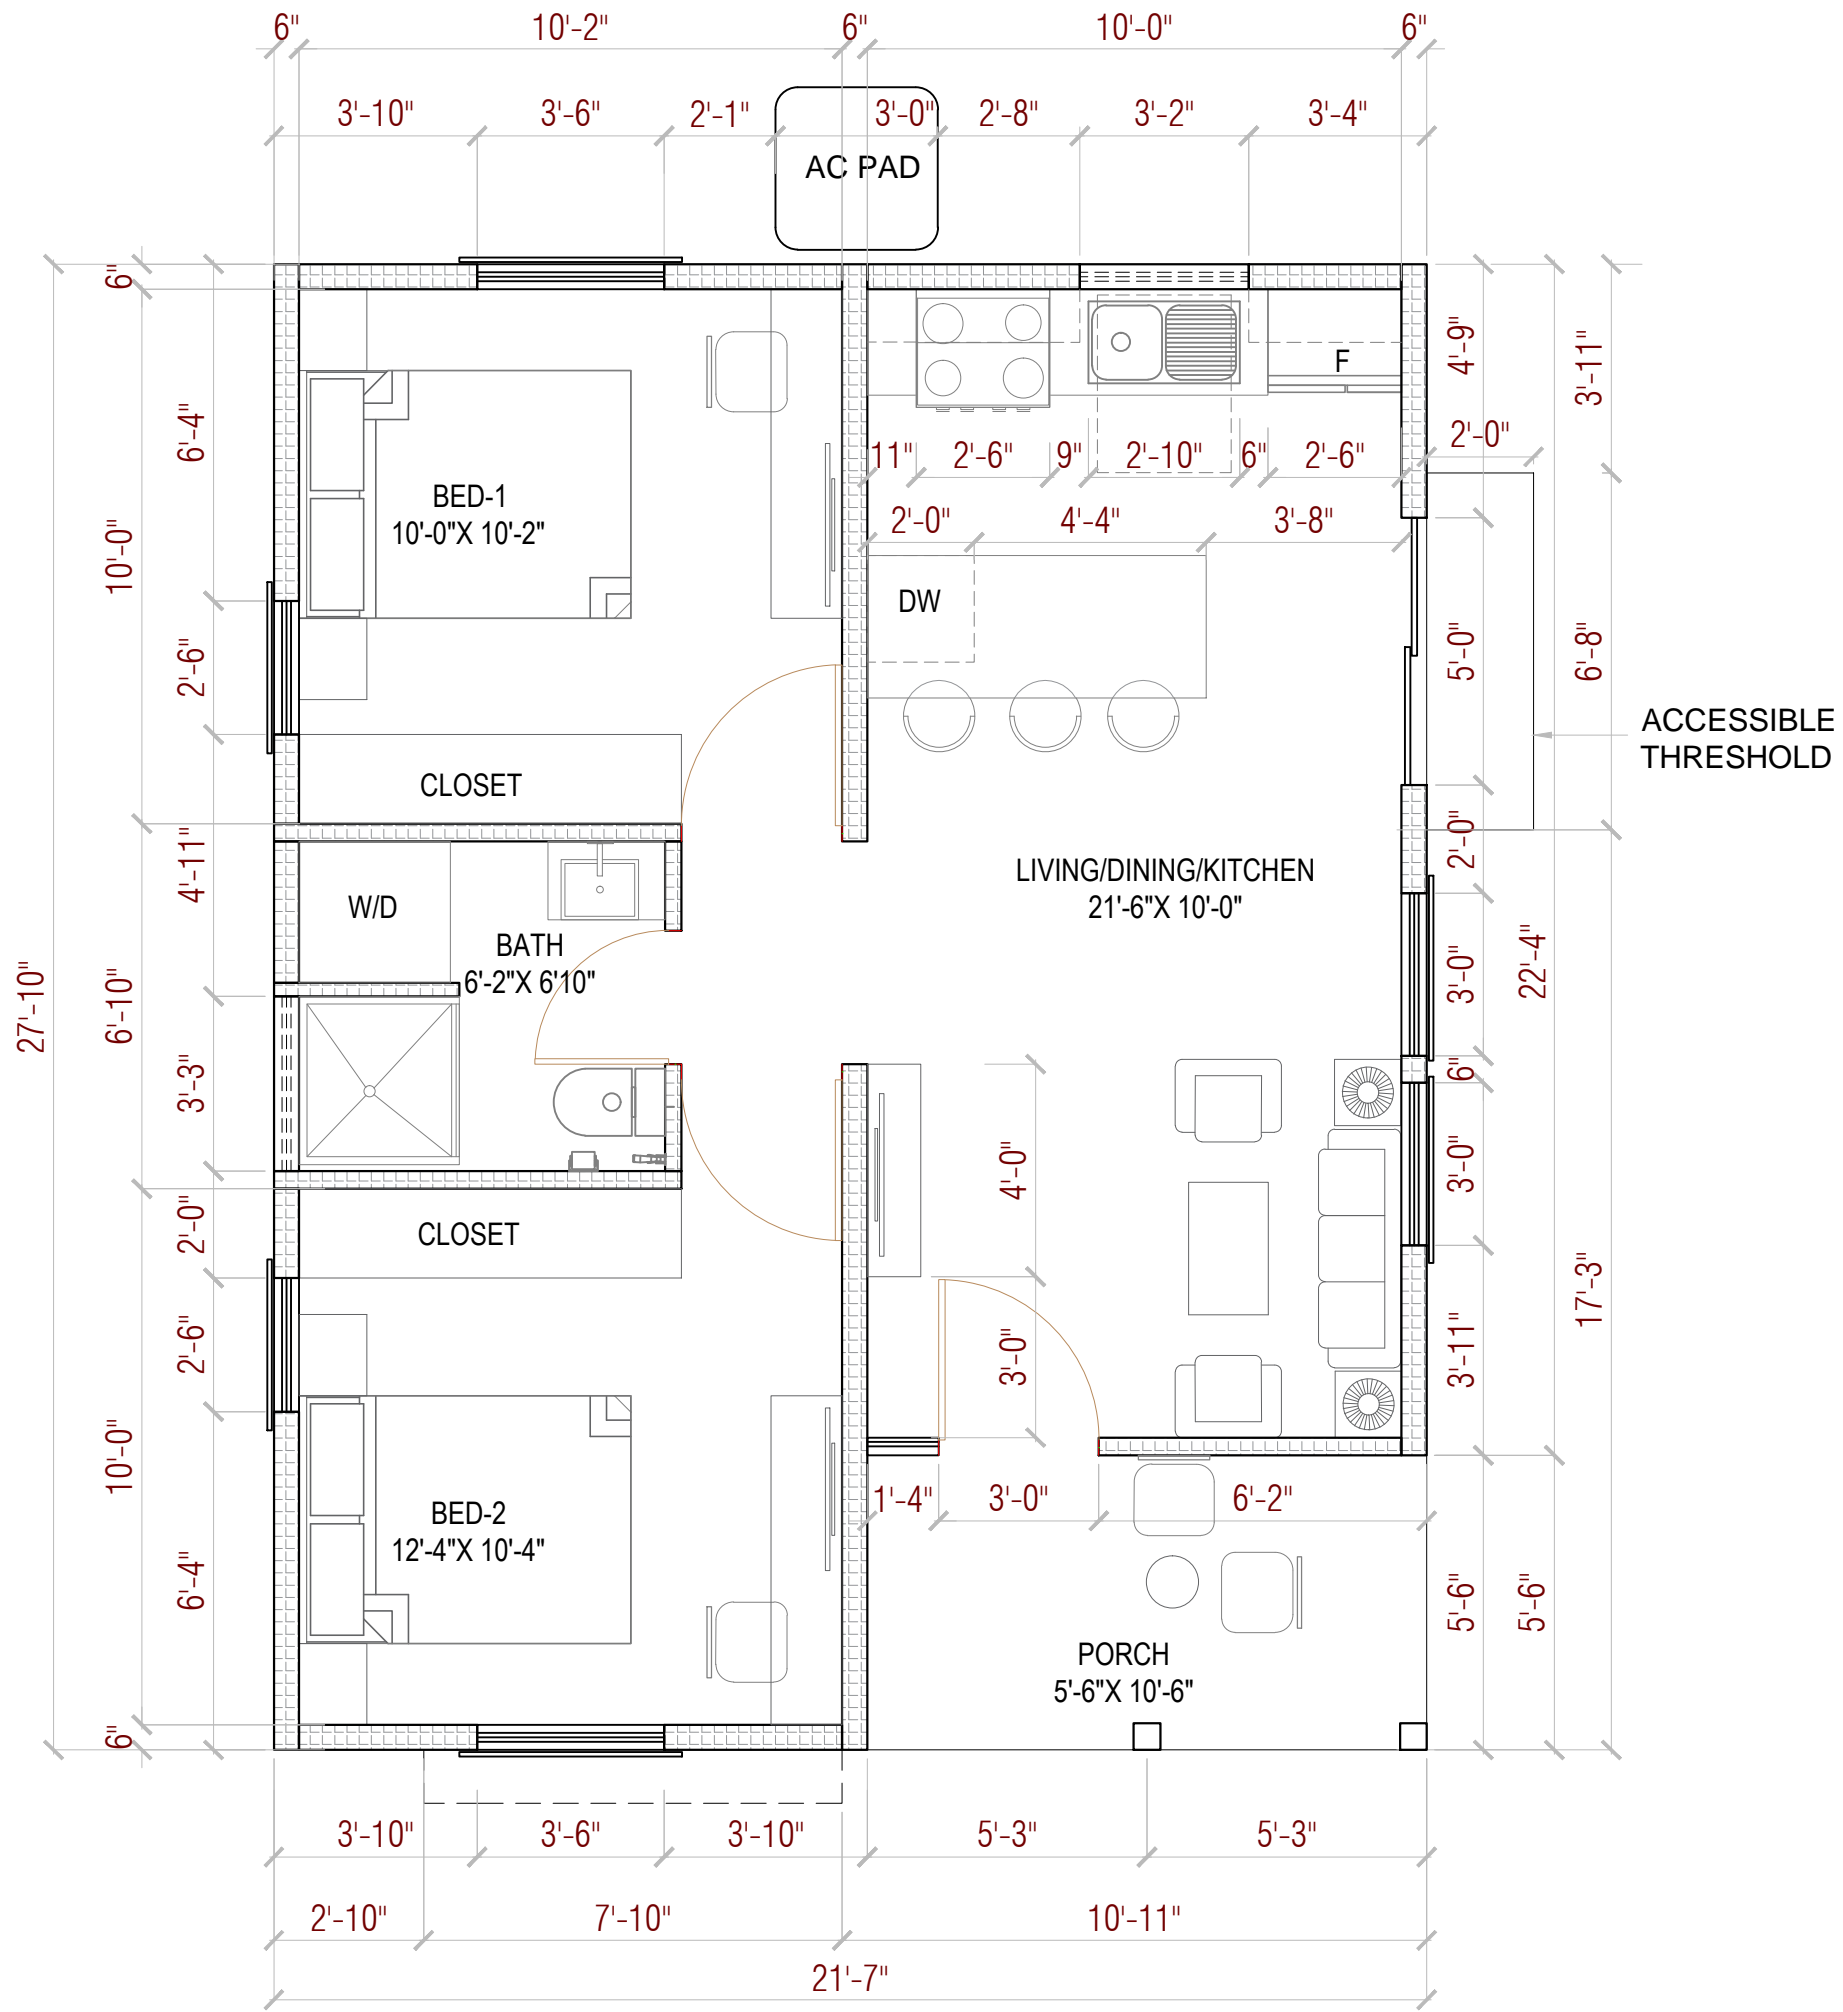 6" 10'-2" 6" 10'-0" 6"
3'-10" 3'-6" 2'-1" 3'-0" 2'-8" 3'-2" 3'-4"
AC PAD
6"
4'-9"
3'-11"
F
6'-4"
2'-0"
11" 2'-6" 9" 2'-10" 6" 2'-6"
BED-1
10'-0"X 10'-2"
2'-0" 4'-4" 3'-8"
10'-0"
DW
2'-6"
5'-0"
6'-8"
ACCESSIBLE
THRESHOLD
CLOSET
2'-0"
4'-11"
LIVING/DINING/KITCHEN
21'-6"X 10'-0"
W/D
BATH
6'-2"X 6'10"
27'-10"
6'-10"
3'-0"
22'-4"
6"
3'-3"
4'-0"
3'-0"
2'-0"
CLOSET
17'-3"
2'-6"
3'-0"
3'-11"
10'-0"
1'-4" 3'-0" 6'-2"
BED-2
12'-4"X 10'-4"
6'-4"
5'-6"
5'-6"
PORCH
5'-6"X 10'-6"
6"
3'-10" 3'-6" 3'-10" 5'-3" 5'-3"
2'-10" 7'-10" 10'-11"
21'-7"